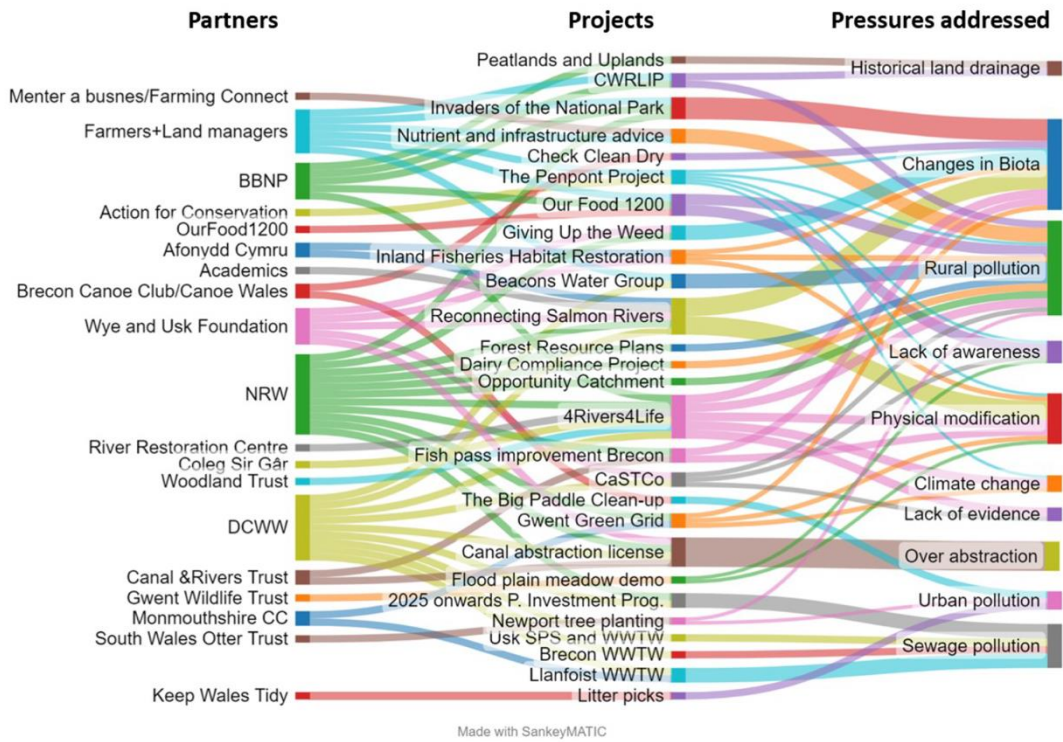 Partners
Projects
Pressures addressed
Menter a busnes/Farming Connect
Farmers+Land managers
BBNP
Action for Conservation
OurFood1200
Afonydd Cymru
Academics
Brecon Canoe Club/Canoe Wales
Wye and Usk Foundation
NRW
River Restoration Centre
Coleg Sir Gâr
Woodland Trust
DCWW
Canal &Rivers Trust
Gwent Wildlife Trust
Monmouthshire CC
South Wales Otter Trust
Keep Wales Tidy
Peatlands and Uplands
CWRLIP
Invaders of the National Park
Nutrient and infrastructure advice
Check Clean Dry
The Penpont Project
Our Food 1200
Giving Up the Weed
Inland Fisheries Habitat Restoration
Beacons Water Group
Reconnecting Salmon Rivers
Forest Resource Plans
Dairy Compliance Project
Opportunity Catchment
4Rivers4Life
Fish pass improvement Brecon
CaSTCo
The Big Paddle Clean-up
Gwent Green Grid
Canal abstraction license
Flood plain meadow demo
2025 onwards P. Investment Prog.
Newport tree planting
Usk SPS and WWTW
Brecon WWTW
Llanfoist WWTW
Litter picks
Historical land drainage
Changes in Biota
Rural pollution
Lack of awareness
Physical modification
Climate change
Lack of evidence
Over abstraction
Urban pollution
Sewage pollution
Made with SankeyMATIC